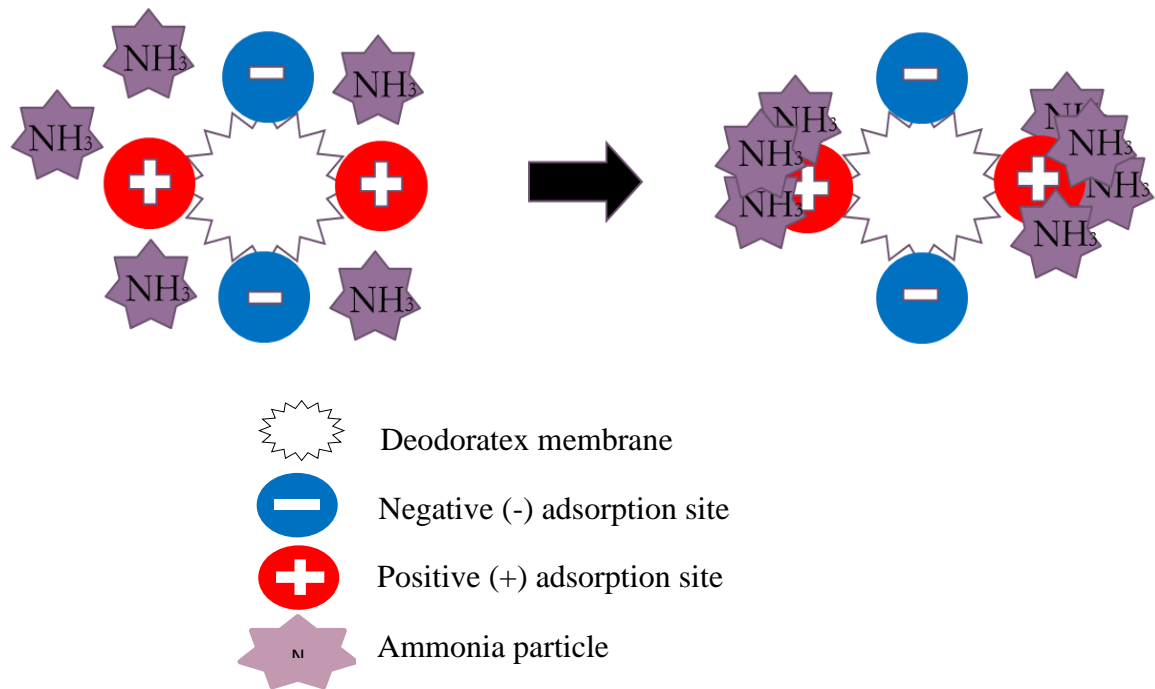 NH₃
NH₃
NH₃
NH₃
NH₃
NH₃
NH₃
NH₃
NH
NH₃
NH₃
NH₃
Deodoratex membrane
Negative (-) adsorption site
Positive (+) adsorption site
Ammonia particle